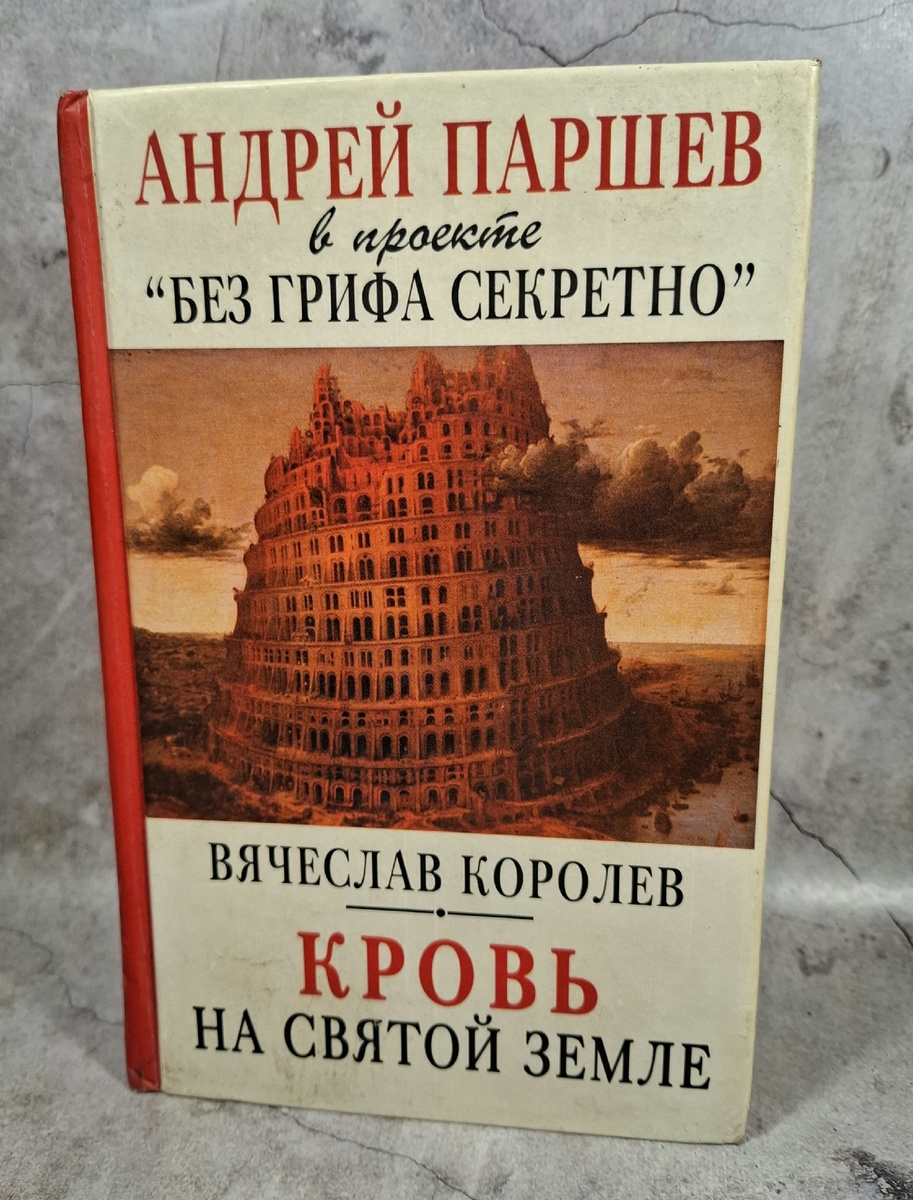 АНДРЕЙ ПАРШЕВ
в проекте
“БЕЗ ГРИФА СЕКРЕТНО”
ВЯЧЕСЛАВ КОРОЛЕВ
КРОВЬ
НА СВЯТОЙ ЗЕМЛЕ